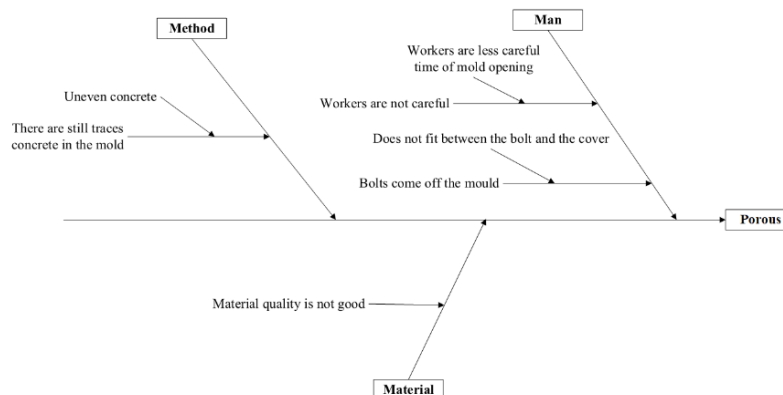 Method
Man
Workers are less careful
time of mold opening
Uneven concrete
Workers are not careful
There are still traces
concrete in the mold
Does not fit between the bolt and the cover
Bolts come off the mould
Porous
Material quality is not good
Material